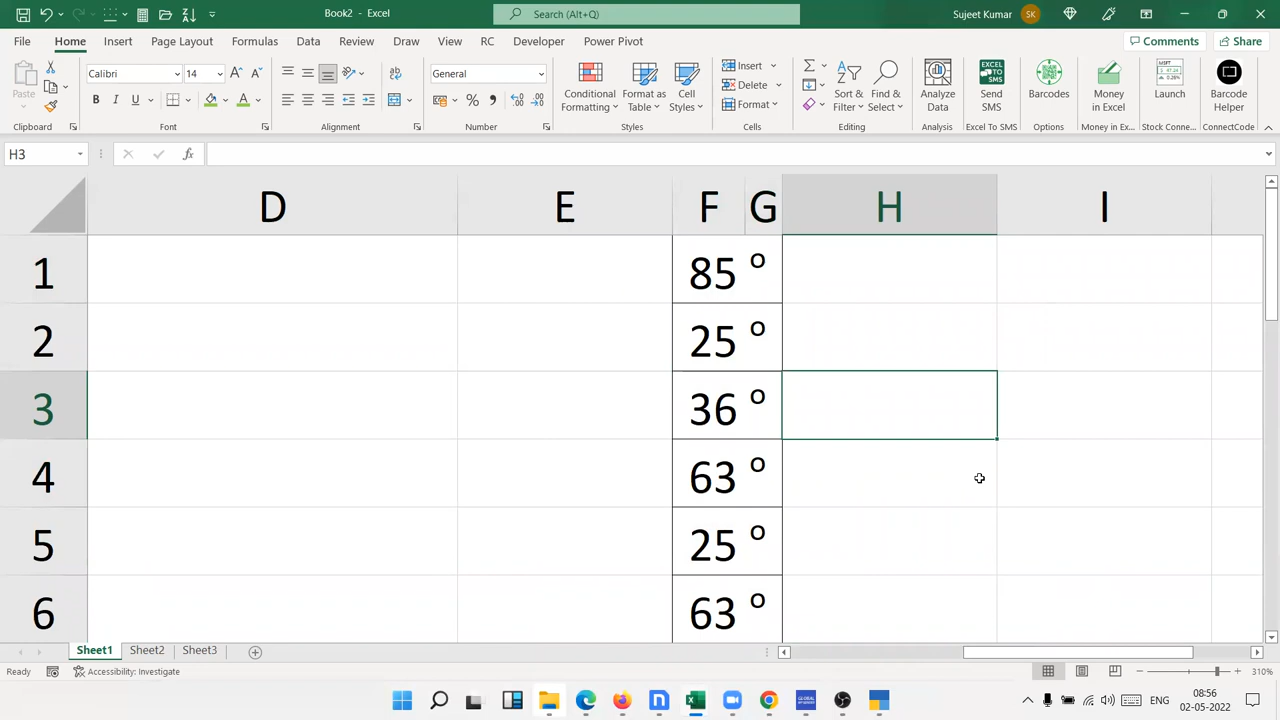 Book2 - Excel
Search (Alt+Q)
Sujeet Kumar
SK
File Home Insert Page Layout Formulas Data Review View Draw Developer RC Power Pivot
Comments
Share
Paste
Calibri
14
General
Conditional Formatting
Format as Table
Cell Styles
Insert
Delete
Format
Sort & Filter
Find & Select
Analyze Data
Send SMS
Barcodes
Money in Excel
Launch
Barcode Helper
Clipboard
Font
Alignment
Number
Styles
Cells
Editing
Analysis
Excel To SMS
Options
Money in Ex...
Stock Conne...
ConnectCode
H3
fx
D E F G H I
1 85 º
2 25 º
3 36 º
4 63 º
5 25 º
6 63 º
Sheet1 Sheet2 Sheet3
Ready
Accessibility: Investigate
310%
ENG
08:56
02-05-2022